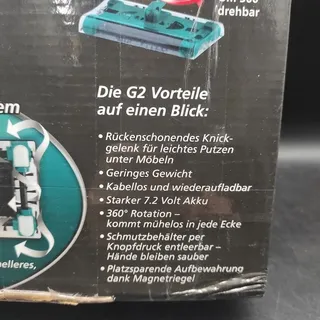 drehbar
Die G2 Vorteile
auf einen Blick:
• Rückenschonendes Knick-
gelenk für leichtes Putzen
unter Möbeln
• Geringes Gewicht
• Kabellos und wiederaufladbar
• Starker 7.2 Volt Akku
• 360° Rotation –
kommt mühelos in jede Ecke
• Schmutzbehälter per
Knopfdruck entleerbar –
Hände bleiben sauber
• Platzsparende Aufbewahrung
dank Magnetriegel